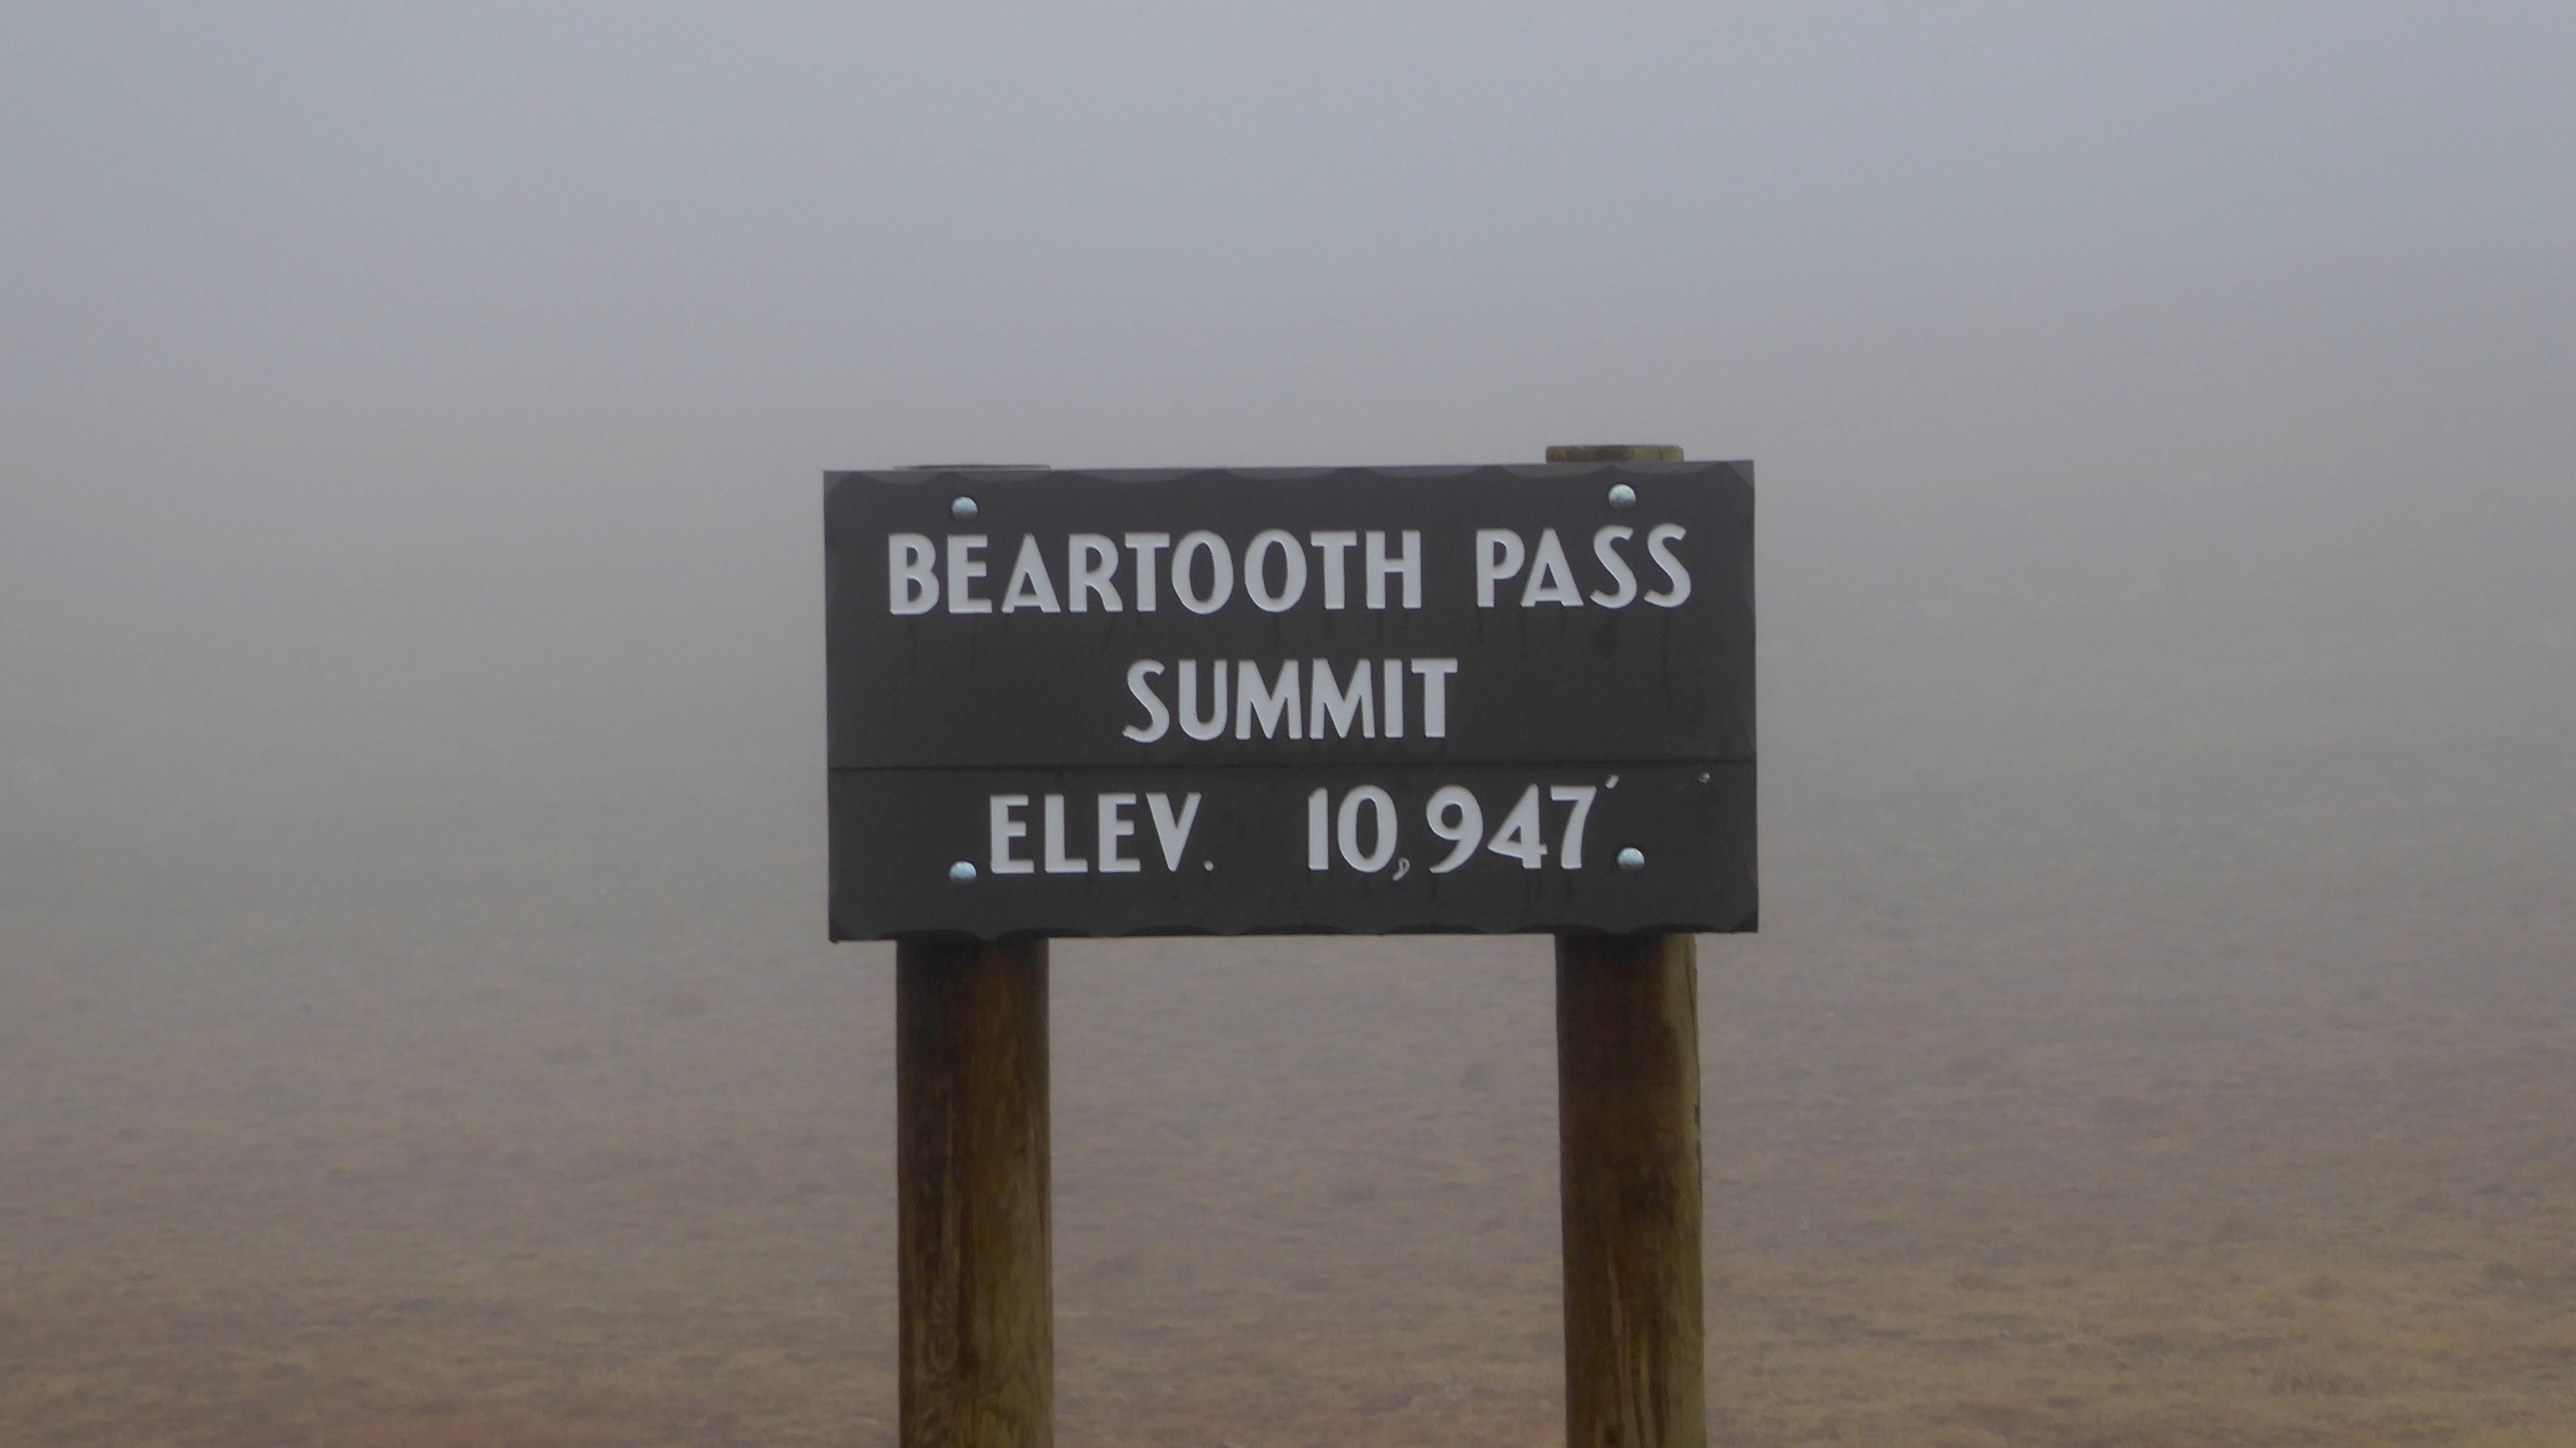 BEARTOOTH PASS
SUMMIT
ELEV. 10,947'